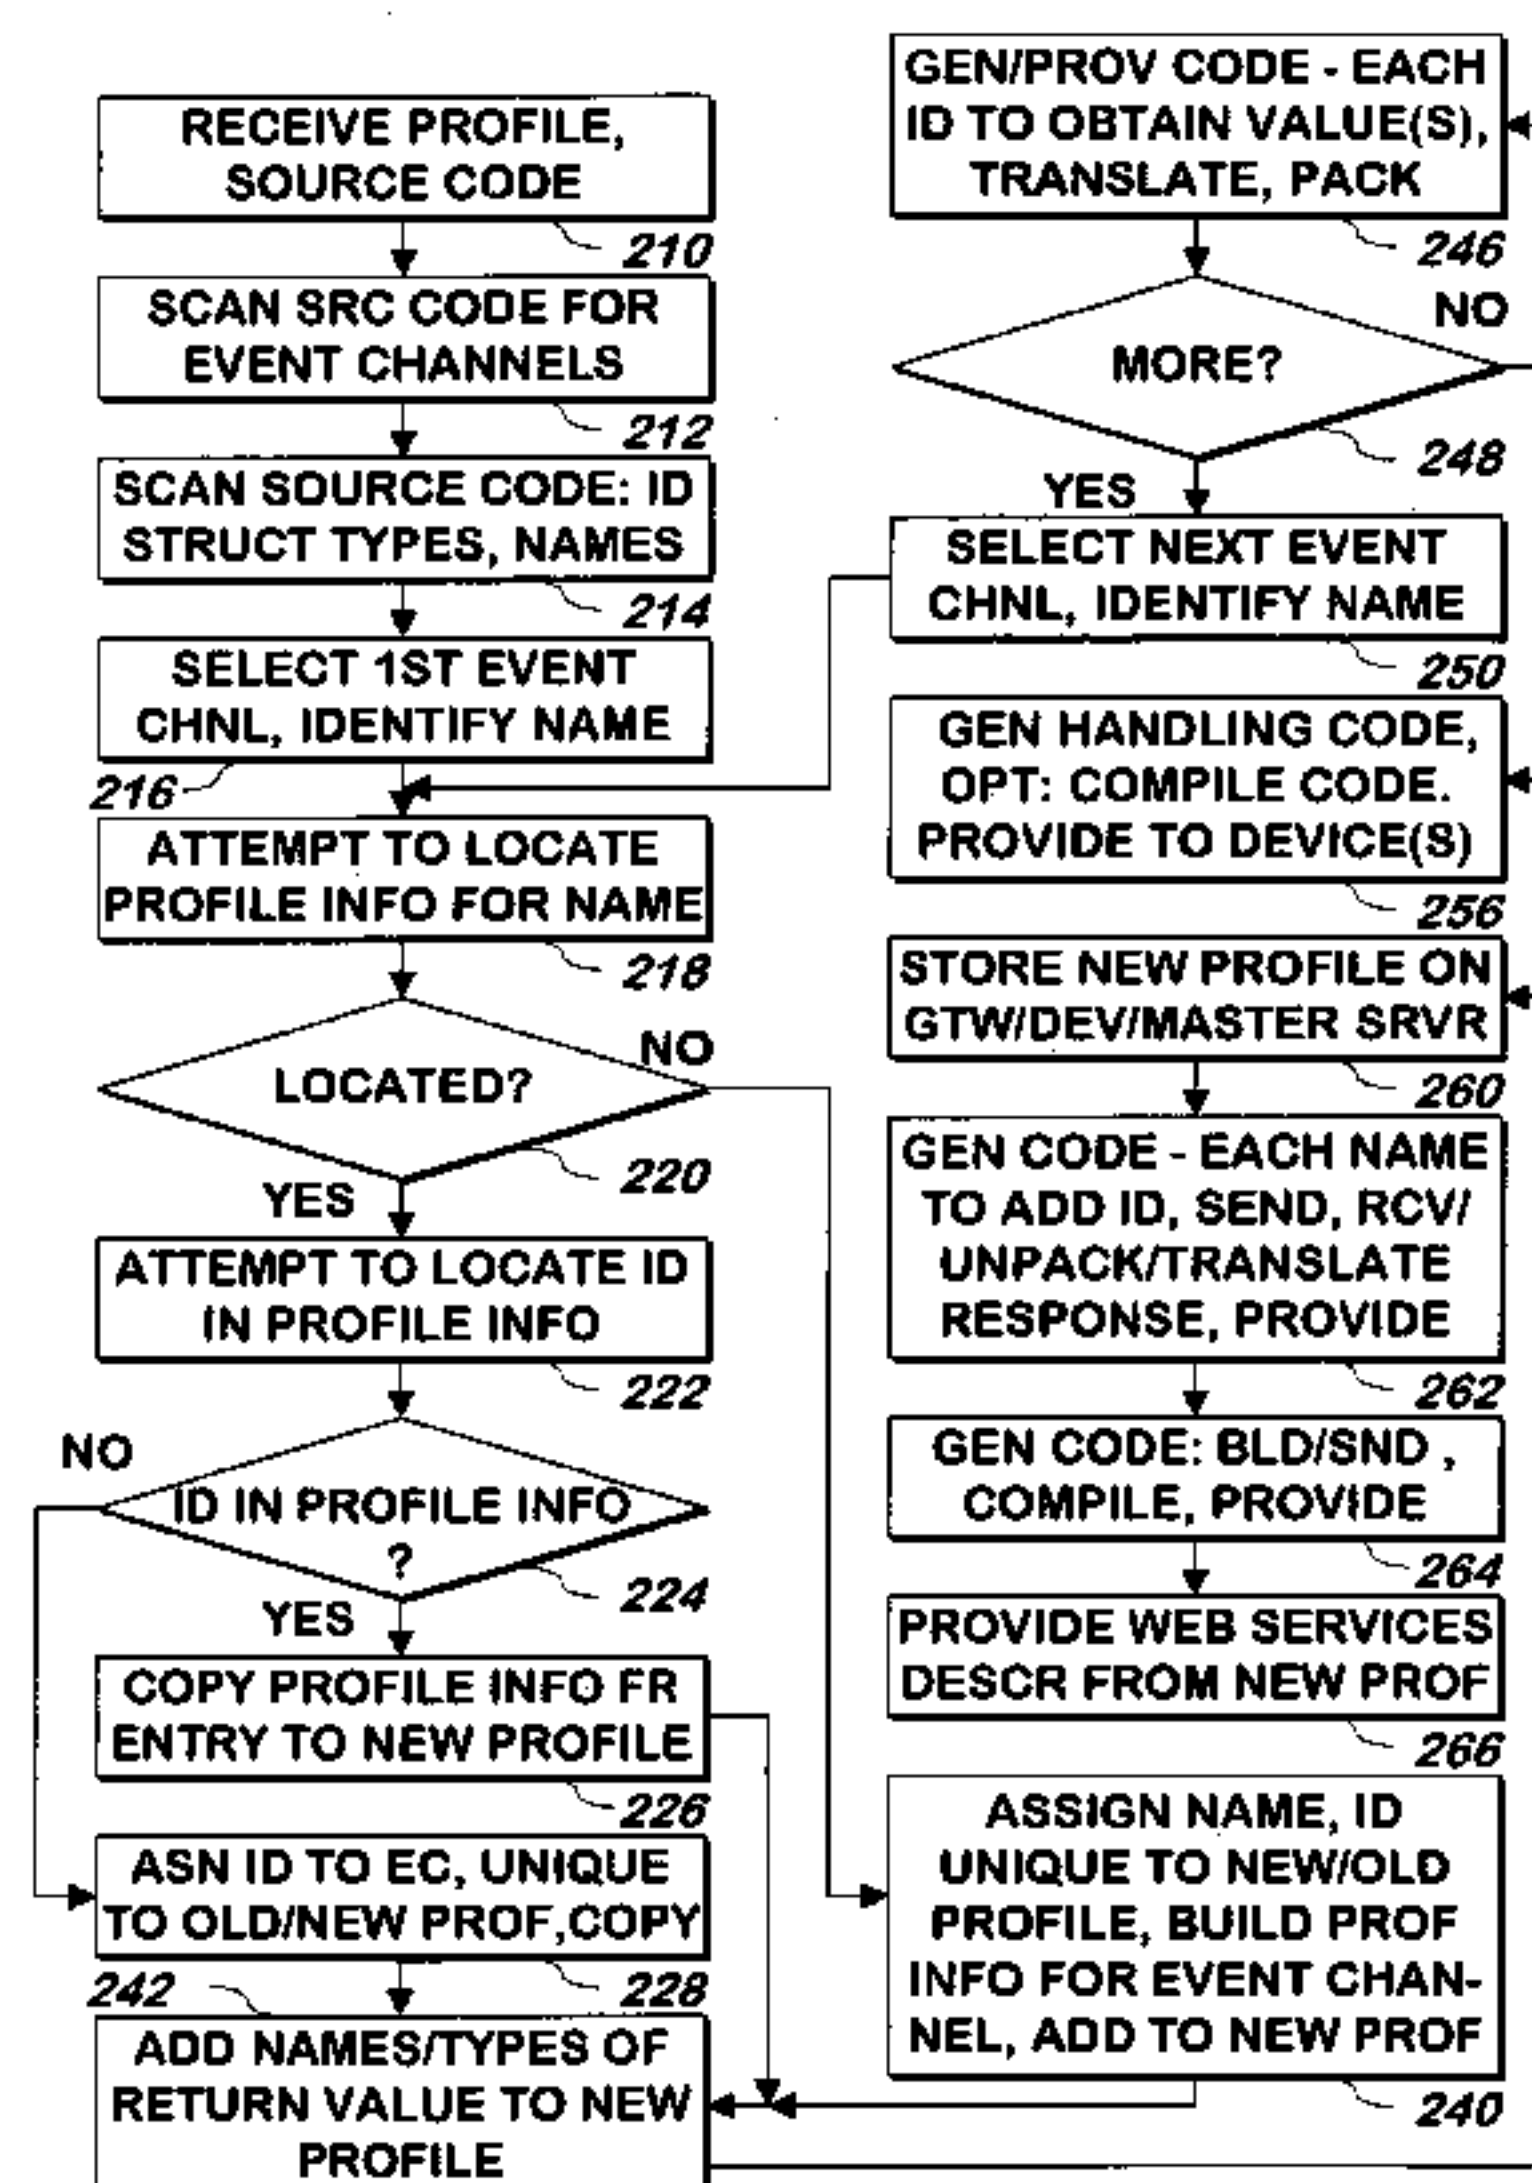 RECEIVE PROFILE,
SOURCE CODE
210
SCAN SRC CODE FOR
EVENT CHANNELS
212
SCAN SOURCE CODE: ID
STRUCT TYPES, NAMES
214
SELECT 1ST EVENT
CHNL, IDENTIFY NAME
216
ATTEMPT TO LOCATE
PROFILE INFO FOR NAME
218
LOCATED?
NO
220
YES
ATTEMPT TO LOCATE ID
IN PROFILE INFO
222
NO
ID IN PROFILE INFO
?
224
YES
COPY PROFILE INFO FR
ENTRY TO NEW PROFILE
226
ASN ID TO EC, UNIQUE
TO OLD/NEW PROF,COPY
242
228
ADD NAMES/TYPES OF
RETURN VALUE TO NEW
PROFILE
GEN/PROV CODE - EACH
ID TO OBTAIN VALUE(S),
TRANSLATE, PACK
246
NO
MORE?
248
YES
SELECT NEXT EVENT
CHNL, IDENTIFY NAME
250
GEN HANDLING CODE,
OPT: COMPILE CODE.
PROVIDE TO DEVICE(S)
256
STORE NEW PROFILE ON
GTW/DEV/MASTER SRVR
260
GEN CODE - EACH NAME
TO ADD ID, SEND, RCV/
UNPACK/TRANSLATE
RESPONSE, PROVIDE
262
GEN CODE: BLD/SND ,
COMPILE, PROVIDE
264
PROVIDE WEB SERVICES
DESCR FROM NEW PROF
266
ASSIGN NAME, ID
UNIQUE TO NEW/OLD
PROFILE, BUILD PROF
INFO FOR EVENT CHAN-
NEL, ADD TO NEW PROF
240